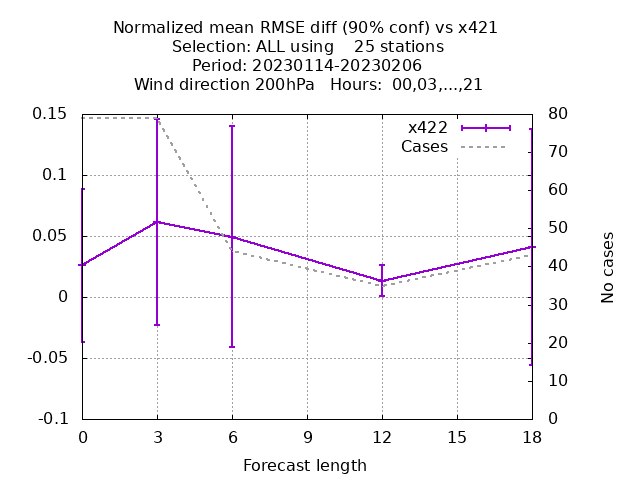 Normalized mean RMSE diff (90% conf) vs x421
Selection: ALL using    25 stations
Period: 20230114-20230206
Wind direction 200hPa   Hours:  00,03,...,21
x422
Cases
0.15
0.1
0.05
0
-0.05
-0.1
80
70
60
50
40
30
20
10
0
No cases
0
3
6
9
12
15
18
Forecast length